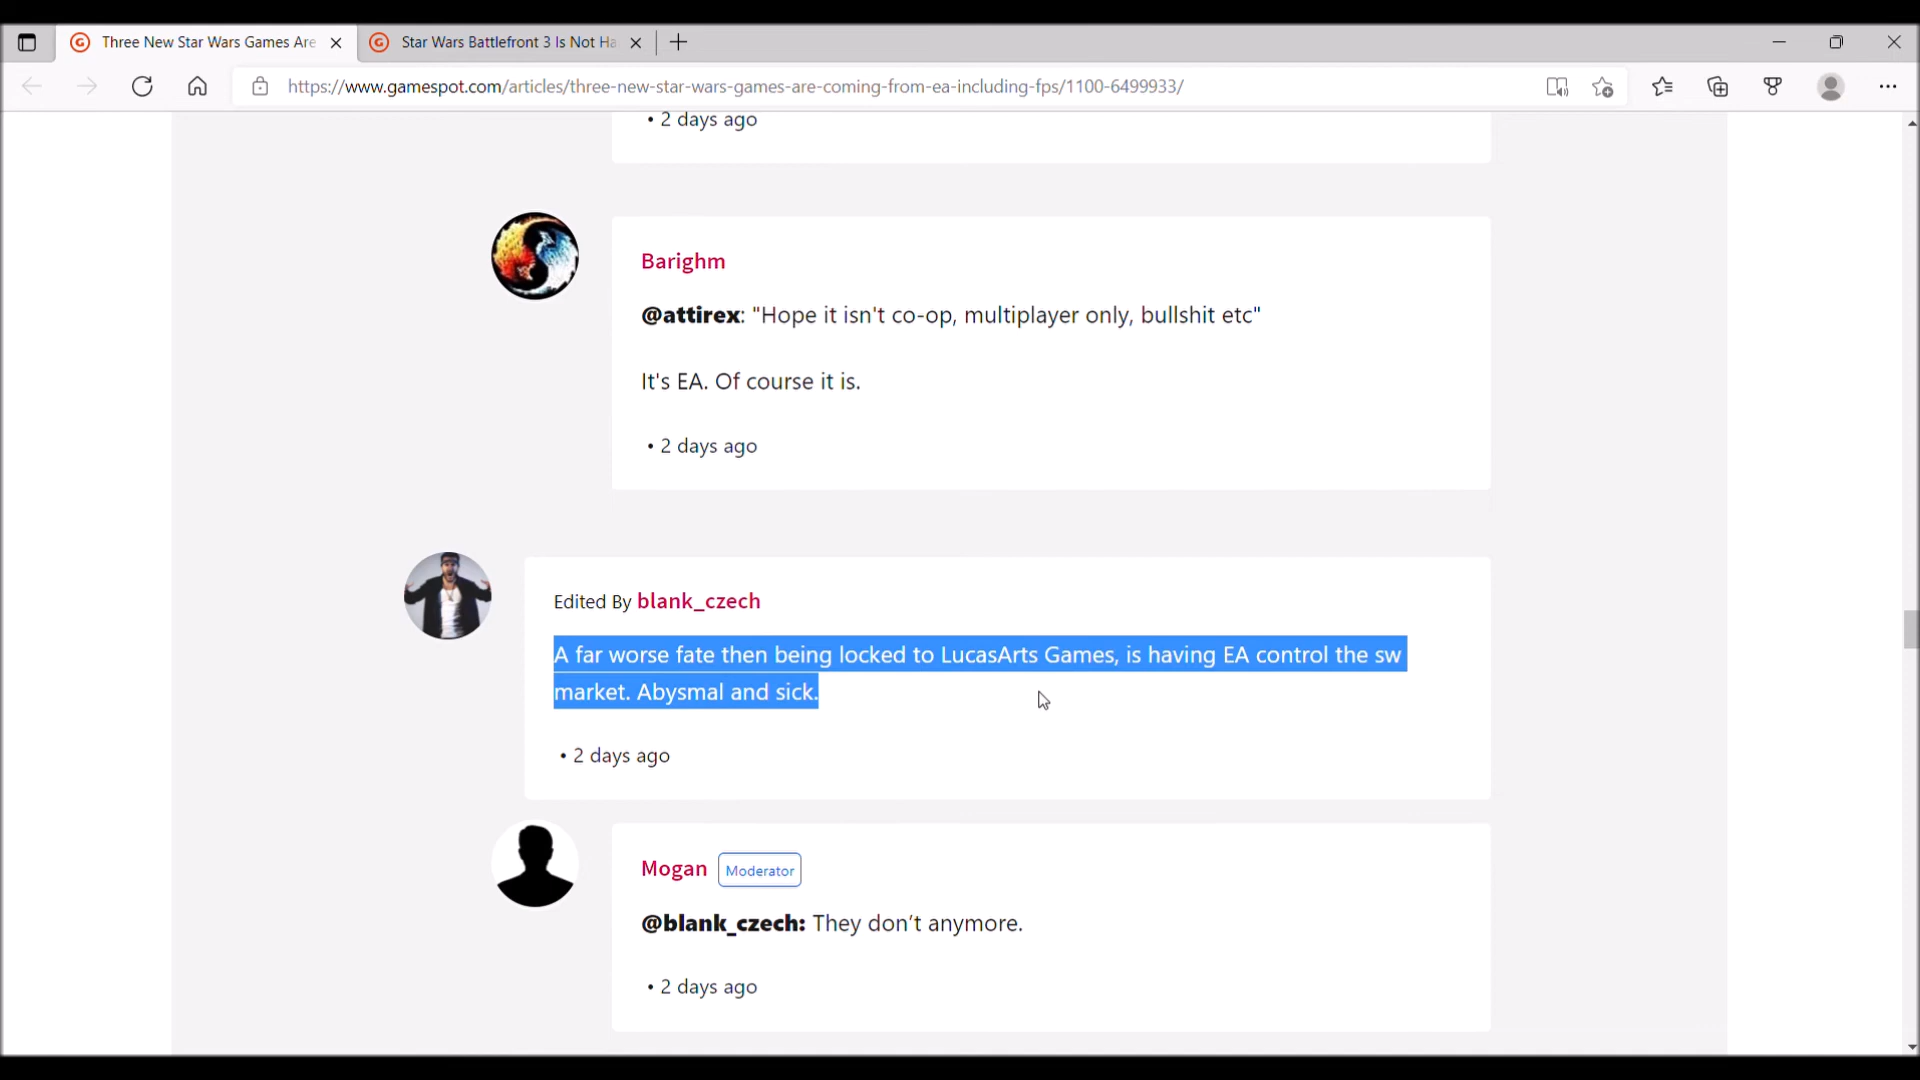 Three New Star Wars Games Are
Star Wars Battlefront 3 Is Not Ha
https://www.gamespot.com/articles/three-new-star-wars-games-are-coming-from-ea-including-fps/1100-6499933/
• 2 days ago
Barighm
@attirex: "Hope it isn't co-op, multiplayer only, bullshit etc"
It's EA. Of course it is.
• 2 days ago
Edited By blank_czech
A far worse fate then being locked to LucasArts Games, is having EA control the sw
market. Abysmal and sick.
• 2 days ago
Mogan Moderator
@blank_czech: They don’t anymore.
• 2 days ago